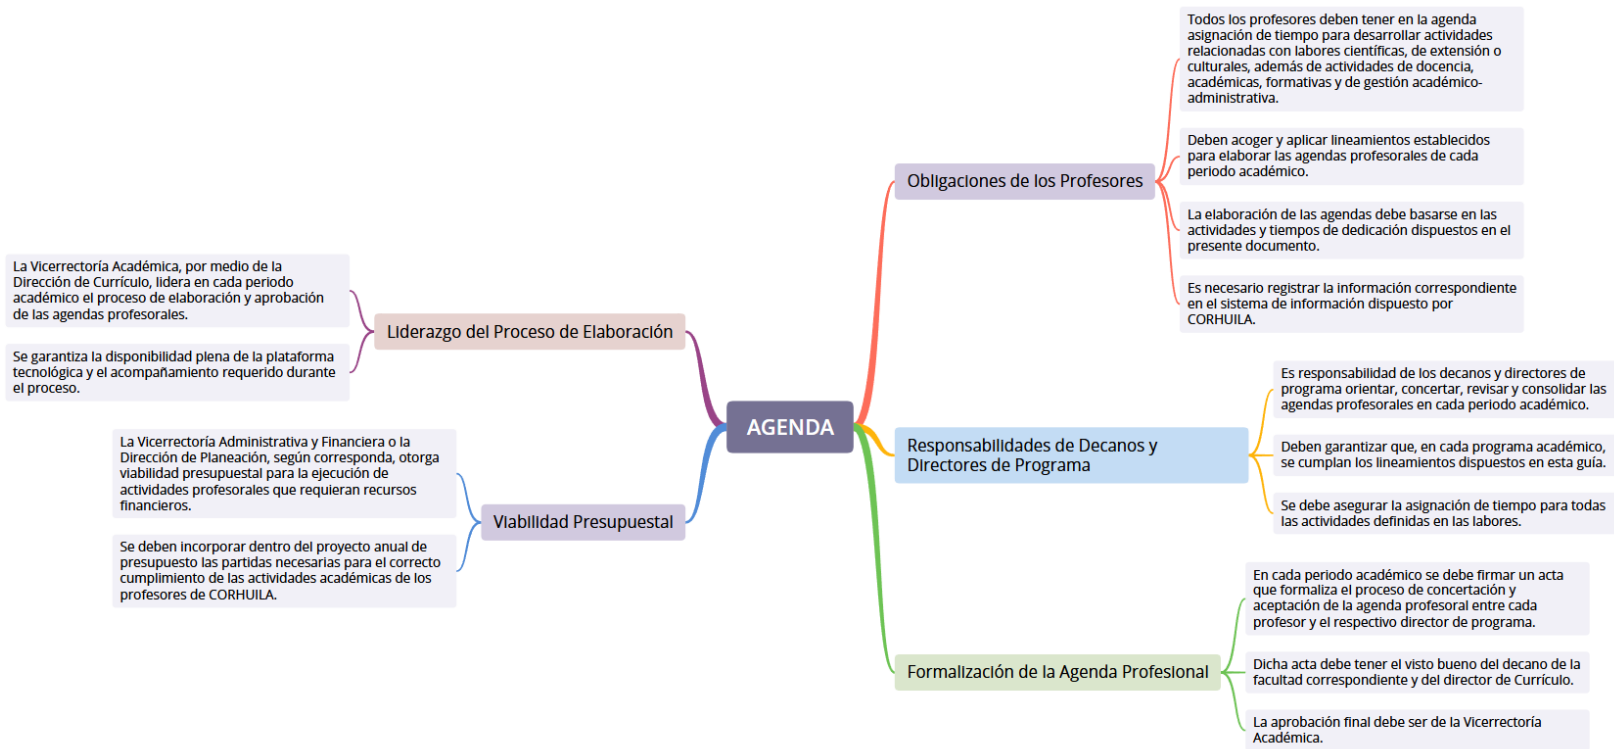 Todos los profesores deben tener en la agenda
asignación de tiempo para desarrollar actividades
relacionadas con labores científicas, de extensión o
culturales, además de actividades de docencia,
académicas, formativas y de gestión académico-
administrativa.
Deben acoger y aplicar lineamientos establecidos
para elaborar las agendas profesorales de cada
periodo académico.
Obligaciones de los Profesores
La elaboración de las agendas debe basarse en las
actividades y tiempos de dedicación dispuestos en el
presente documento.
Es necesario registrar la información correspondiente
en el sistema de información dispuesto por
CORHUILA.
La Vicerrectoría Académica, por medio de la
Dirección de Currículo, lidera en cada periodo
académico el proceso de elaboración y aprobación
de las agendas profesorales.
Liderazgo del Proceso de Elaboración
Se garantiza la disponibilidad plena de la plataforma
tecnológica y el acompañamiento requerido durante
el proceso.
AGENDA
Es responsabilidad de los decanos y directores de
programa orientar, concertar, revisar y consolidar las
agendas profesorales en cada periodo académico.
Responsabilidades de Decanos y
Directores de Programa
Deben garantizar que, en cada programa académico,
se cumplan los lineamientos dispuestos en esta guía.
Se debe asegurar la asignación de tiempo para todas
las actividades definidas en las labores.
La Vicerrectoría Administrativa y Financiera o la
Dirección de Planeación, según corresponda, otorga
viabilidad presupuestal para la ejecución de
actividades profesorales que requieran recursos
financieros.
Viabilidad Presupuestal
Se deben incorporar dentro del proyecto anual de
presupuesto las partidas necesarias para el correcto
cumplimiento de las actividades académicas de los
profesores de CORHUILA.
En cada periodo académico se debe firmar un acta
que formaliza el proceso de concertación y
aceptación de la agenda profesoral entre cada
profesor y el respectivo director de programa.
Formalización de la Agenda Profesional
Dicha acta debe tener el visto bueno del decano de la
facultad correspondiente y del director de Currículo.
La aprobación final debe ser de la Vicerrectoría
Académica.